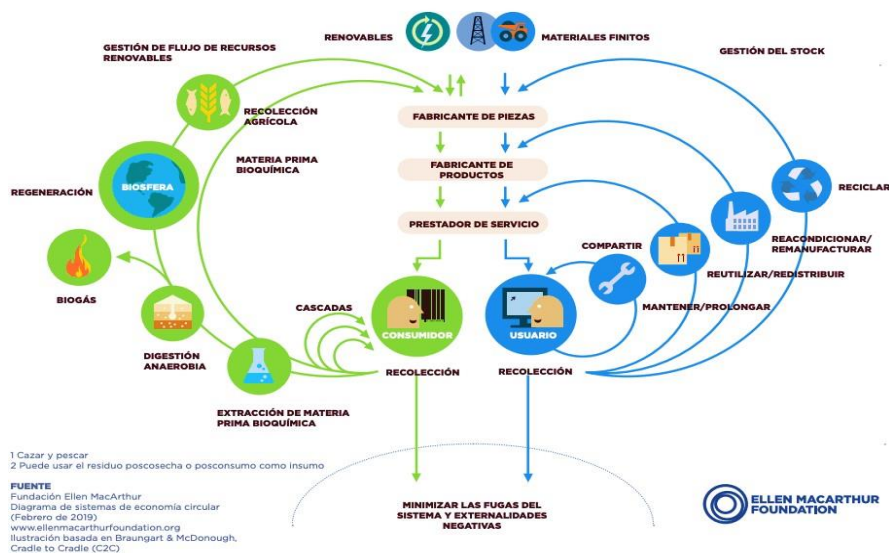 RENOVABLES
MATERIALES FINITOS
GESTIÓN DE FLUJO DE RECURSOS
RENOVABLES
GESTIÓN DEL STOCK
RECOLECCIÓN
AGRÍCOLA
FABRICANTE DE PIEZAS
MATERIA PRIMA
BIOQUÍMICA
FABRICANTE DE
PRODUCTOS
REGENERACIÓN
BIOSFERA
RECICLAR
PRESTADOR DE SERVICIO
REACONDICIONAR/
REMANUFACTURAR
COMPARTIR
REUTILIZAR/REDISTRIBUIR
BIOGÁS
MANTENER/PROLONGAR
CASCADAS
CONSUMIDOR
USUARIO
DIGESTIÓN
ANAEROBIA
RECOLECCIÓN
RECOLECCIÓN
EXTRACCIÓN DE MATERIA
PRIMA BIOQUÍMICA
1 Cazar y pescar
2 Puede usar el residuo poscosecha o posconsumo como insumo
FUENTE
Fundación Ellen MacArthur
Diagrama de sistemas de economía circular
(Febrero de 2019)
www.ellenmacarthurfoundation.org
Ilustración basada en Braungart & McDonough,
Cradle to Cradle (C2C)
MINIMIZAR LAS FUGAS DEL
SISTEMA Y EXTERNALIDADES
NEGATIVAS
ELLEN MACARTHUR
FOUNDATION